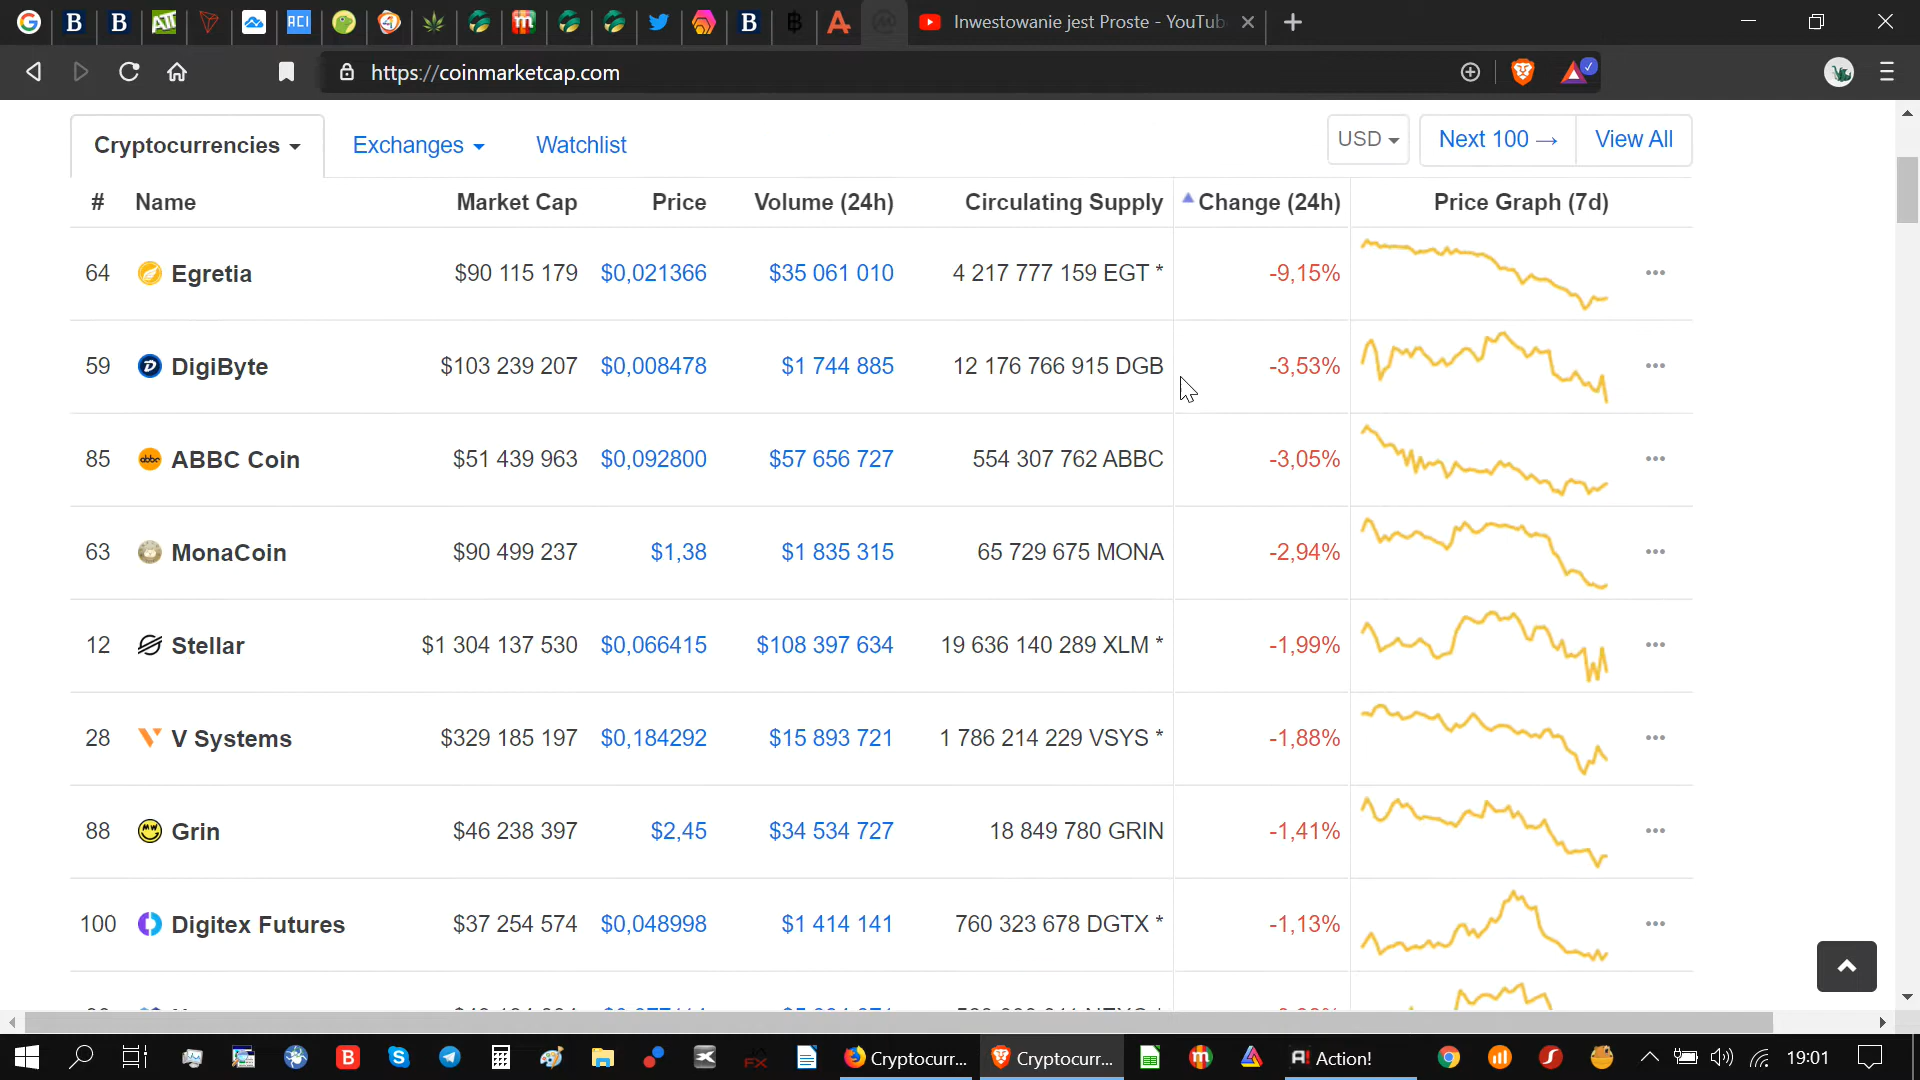 Inwestowanie jest Proste - YouTub
https://coinmarketcap.com
Cryptocurrencies Exchanges Watchlist USD Next 100 → View All
# Name Market Cap Price Volume (24h) Circulating Supply Change (24h) Price Graph (7d)
64 Egretia $90 115 179 $0,021366 $35 061 010 4 217 777 159 EGT * -9,15%
59 DigiByte $103 239 207 $0,008478 $1 744 885 12 176 766 915 DGB -3,53%
85 ABBC Coin $51 439 963 $0,092800 $57 656 727 554 307 762 ABBC -3,05%
63 MonaCoin $90 499 237 $1,38 $1 835 315 65 729 675 MONA -2,94%
12 Stellar $1 304 137 530 $0,066415 $108 397 634 19 636 140 289 XLM * -1,99%
28 V Systems $329 185 197 $0,184292 $15 893 721 1 786 214 229 VSYS * -1,88%
88 Grin $46 238 397 $2,45 $34 534 727 18 849 780 GRIN -1,41%
100 Digitex Futures $37 254 574 $0,048998 $1 414 141 760 323 678 DGTX * -1,13%
Cryptocurr... Cryptocurr... Action! 19:01